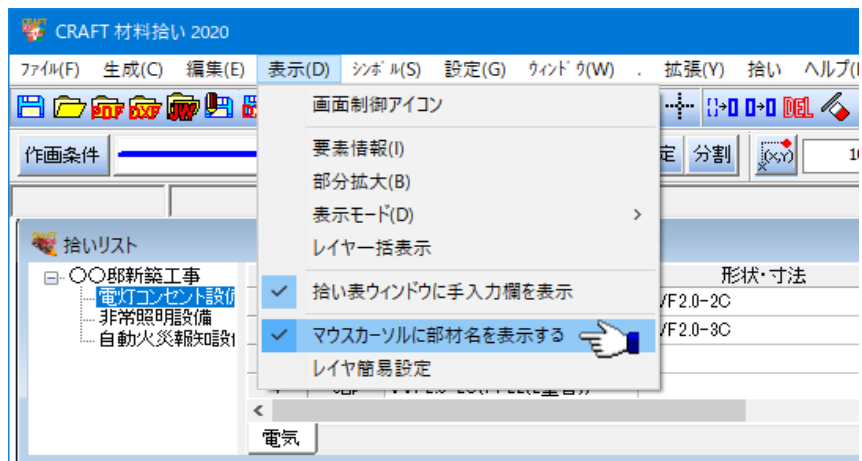 CRAFT 材料拾い 2020
ﾌｧｲﾙ(F) 生成(C) 編集(E) 表示(D) ｼﾝﾎﾞﾙ(S) 設定(G) ｳｨﾝﾄﾞｳ(W) . 拡張(Y) 拾い ヘルプ(
PDF DXF JW DEL
画面制御アイコン
作画条件
要素情報(I)
定 分割 (X,Y) 10
部分拡大(B)
表示モード(D)
レイヤ一括表示
拾いリスト
〇〇邸新築工事
電灯コンセント設備
非常照明設備
自動火災報知設
拾い表ウィンドウに手入力欄を表示
マウスカーソルに部材名を表示する
レイヤ簡易設定
形状・寸法
VF2.0-2C
VF2.0-3C
電気